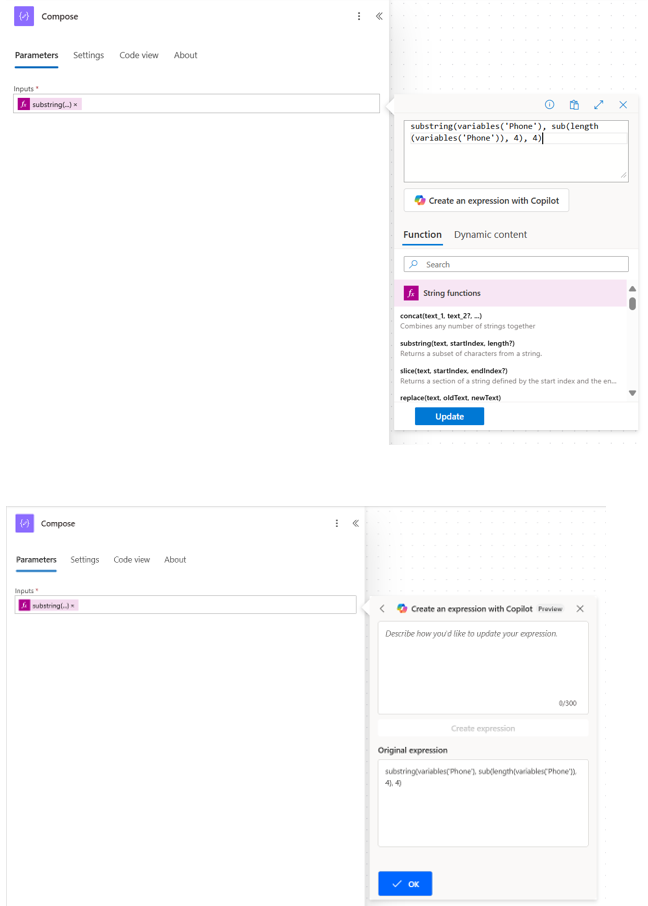 Compose
Parameters Settings Code view About
Inputs *
fx substring(...) ×
substring(variables('Phone'), sub(length
(variables('Phone')), 4), 4)
Create an expression with Copilot
Function Dynamic content
Search
fx String functions
concat(text_1, text_2?, ...)
Combines any number of strings together
substring(text, startIndex, length?)
Returns a subset of characters from a string.
slice(text, startIndex, endIndex?)
Returns a section of a string defined by the start index and the en...
replace(text, oldText, newText)
Update
Compose
Parameters Settings Code view About
Inputs *
fx substring(...) ×
Create an expression with Copilot Preview
Describe how you'd like to update your expression.
0/300
Create expression
Original expression
substring(variables('Phone'), sub(length(variables('Phone')),
4), 4)
OK